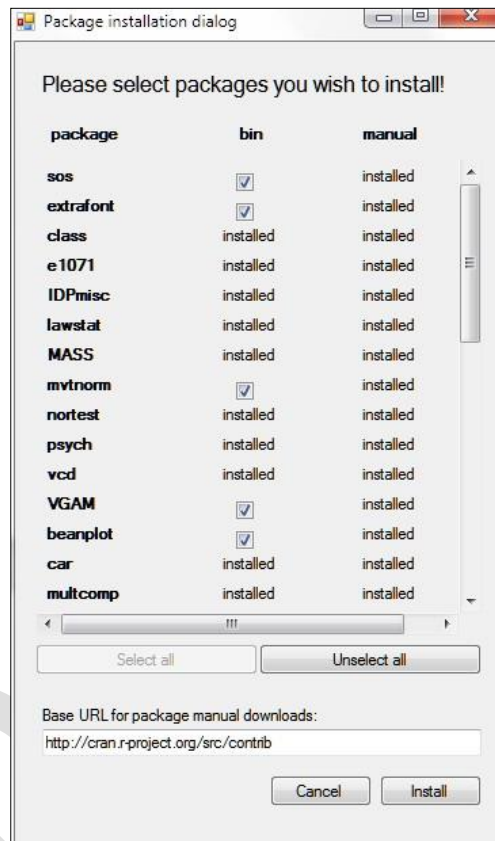 Package installation dialog
Please select packages you wish to install!
package bin manual
sos installed
extrafont installed
class installed installed
e1071 installed installed
IDPmisc installed installed
lawstat installed installed
MASS installed installed
mvtnorm installed
nortest installed installed
psych installed installed
vcd installed installed
VGAM installed
beanplot installed
car installed installed
multcomp installed installed
Select all Unselect all
Base URL for package manual downloads:
http://cran.r-project.org/src/contrib
Cancel Install